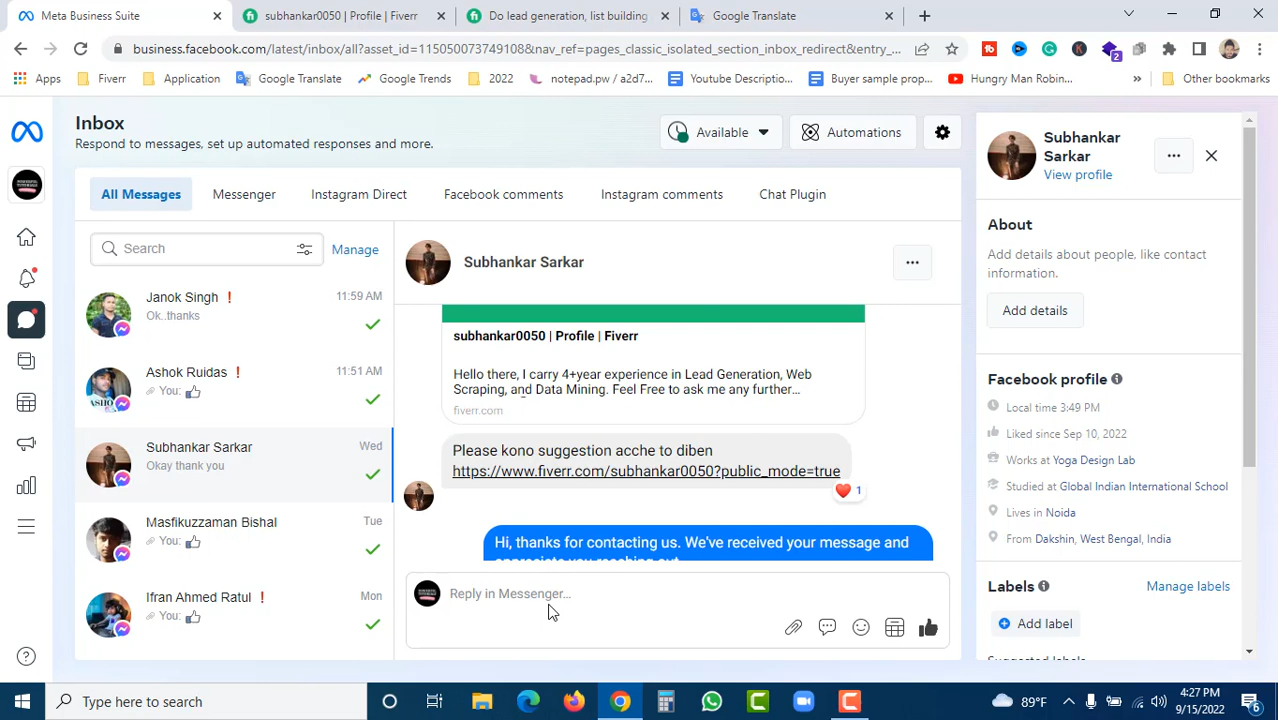 Meta Business Suite
subhankar0050 | Profile | Fiverr
Do lead generation, list building
Google Translate
business.facebook.com/latest/inbox/all?asset_id=115050073749108&nav_ref=pages_classic_isolated_section_inbox_redirect&entry_...
Apps
Fiverr
Application
Google Translate
Google Trends
2022
notepad.pw / a2d7...
Youtube Description...
Buyer sample prop...
Hungry Man Robin...
Other bookmarks
Inbox
Respond to messages, set up automated responses and more.
Available
Automations
All Messages
Messenger
Instagram Direct
Facebook comments
Instagram comments
Chat Plugin
Search
Manage
Janok Singh ❗
11:59 AM
Ok..thanks
Ashok Ruidas ❗
11:51 AM
You: 👍
Subhankar Sarkar
Wed
Okay thank you
Masfikuzzaman Bishal
Tue
You: 👍
Ifran Ahmed Ratul ❗
Mon
You: 👍
Subhankar Sarkar
subhankar0050 | Profile | Fiverr
Hello there, I carry 4+year experience in Lead Generation, Web
Scraping, and Data Mining. Feel Free to ask me any further...
fiverr.com
Please kono suggestion acche to diben
https://www.fiverr.com/subhankar0050?public_mode=true
1
Hi, thanks for contacting us. We've received your message and
appreciate you reaching out.
Reply in Messenger...
Subhankar
Sarkar
View profile
About
Add details about people, like contact
information.
Add details
Facebook profile
Local time 3:49 PM
Liked since Sep 10, 2022
Works at Yoga Design Lab
Studied at Global Indian International School
Lives in Noida
From Dakshin, West Bengal, India
Labels
Manage labels
Add label
Type here to search
89°F
4:27 PM
9/15/2022
6